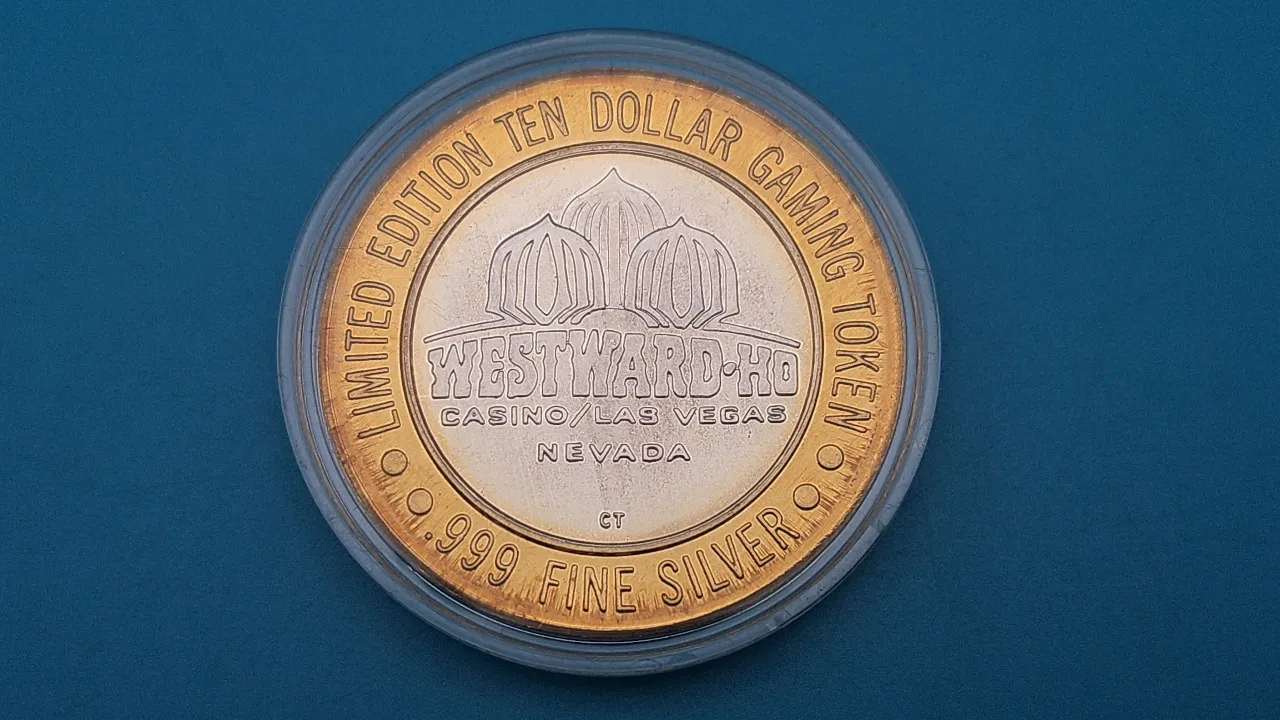 LIMITED EDITION TEN DOLLAR GAMING TOKEN
WESTWARD·HO
CASINO/LAS VEGAS
NEVADA
CT
.999 FINE SILVER